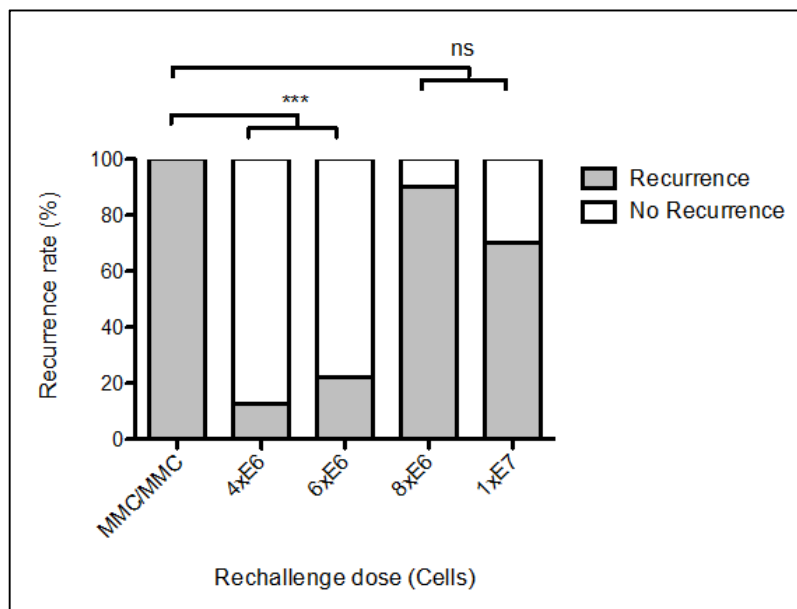 ns
***
Recurrence rate (%)
100
80
60
40
20
0
Recurrence
No Recurrence
MMC/MMC
4xE6
6xE6
8xE6
1xE7
Rechallenge dose (Cells)